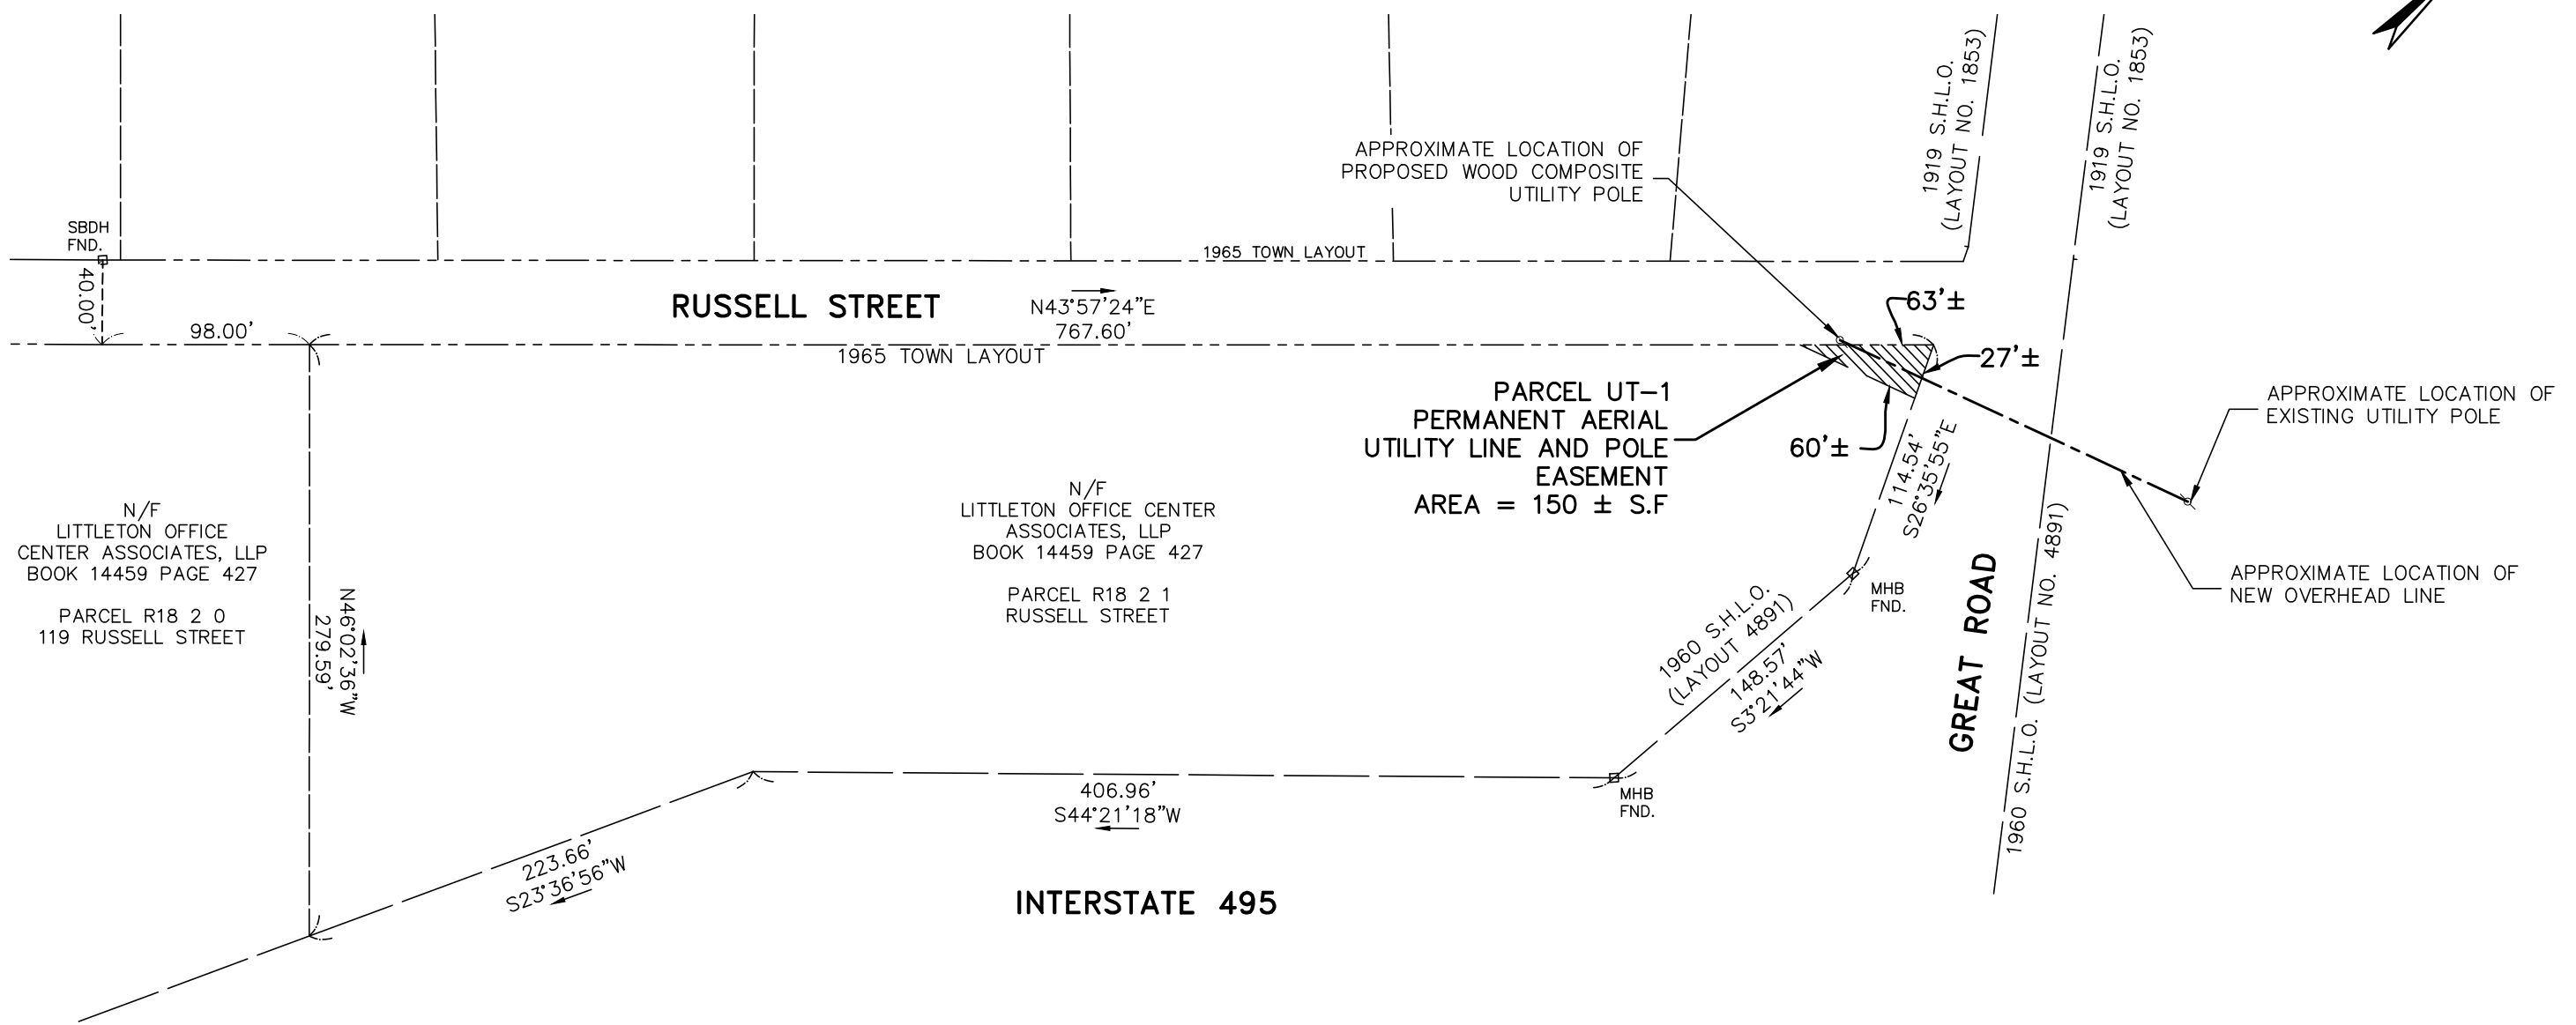 1919 S.H.L.O.
(LAYOUT NO. 1853)
1919 S.H.L.O.
(LAYOUT NO. 1853)
APPROXIMATE LOCATION OF
PROPOSED WOOD COMPOSITE
UTILITY POLE
SBDH
FND.
1965 TOWN LAYOUT
40.00'
RUSSELL STREET
N43°57'24"E
767.60'
63'±
98.00'
1965 TOWN LAYOUT
27'±
PARCEL UT-1
PERMANENT AERIAL
UTILITY LINE AND POLE
EASEMENT
AREA = 150 ± S.F
60'±
APPROXIMATE LOCATION OF
EXISTING UTILITY POLE
114.54'
S26°35'55"E
N/F
LITTLETON OFFICE
CENTER ASSOCIATES, LLP
BOOK 14459 PAGE 427
PARCEL R18 2 0
119 RUSSELL STREET
N46°02'36"W
279.59'
N/F
LITTLETON OFFICE CENTER
ASSOCIATES, LLP
BOOK 14459 PAGE 427
PARCEL R18 2 1
RUSSELL STREET
MHB
FND.
1960 S.H.L.O.
(LAYOUT 4891)
148.57'
S3°21'44"W
GREAT ROAD
1960 S.H.L.O. (LAYOUT NO. 4891)
APPROXIMATE LOCATION OF
NEW OVERHEAD LINE
406.96'
S44°21'18"W
MHB
FND.
223.66'
S23°36'56"W
INTERSTATE 495